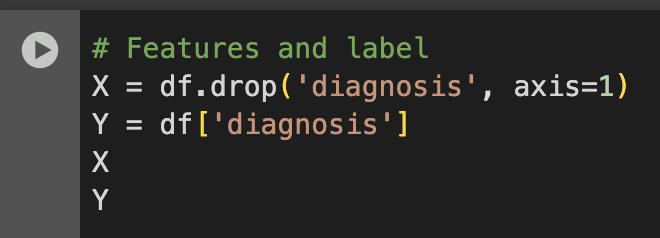 # Features and label
X = df.drop('diagnosis', axis=1)
Y = df['diagnosis']
X
Y